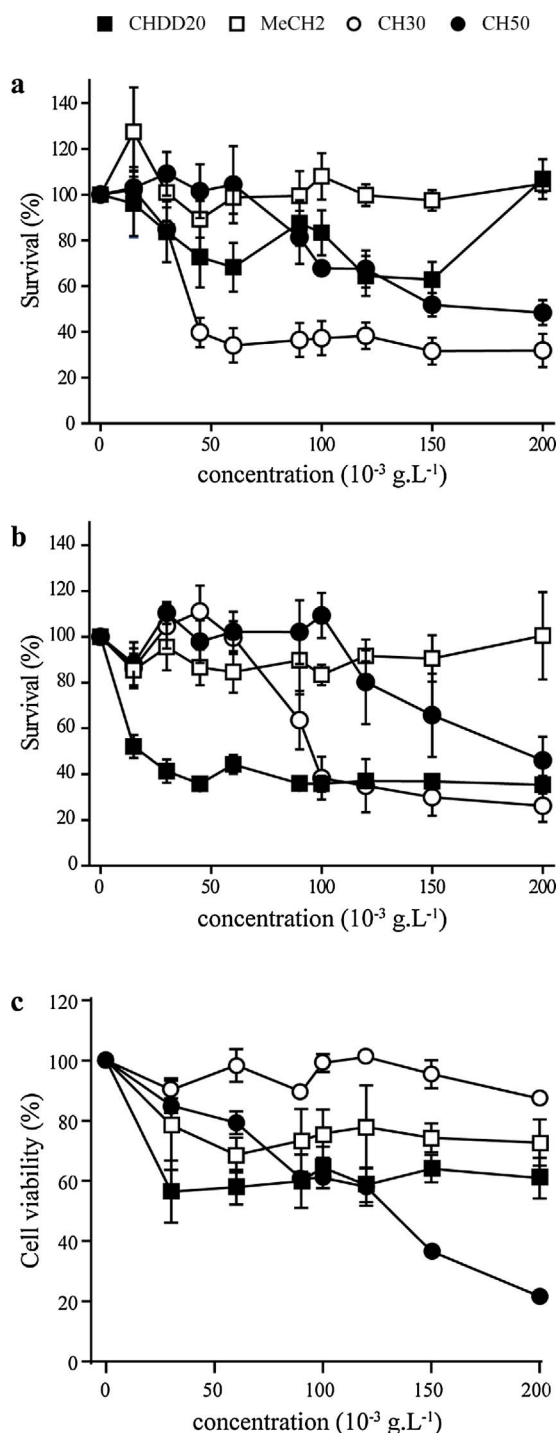 CHDD20 MeCH2 CH30 CH50
a
140
120
100
80
60
40
20
0
Survival (%)
0 50 100 150 200
concentration (10⁻³ g.L⁻¹)
b
140
120
100
80
60
40
20
0
Survival (%)
0 50 100 150 200
concentration (10⁻³ g.L⁻¹)
c
120
100
80
60
40
20
0
Cell viability (%)
0 50 100 150 200
concentration (10⁻³ g.L⁻¹)